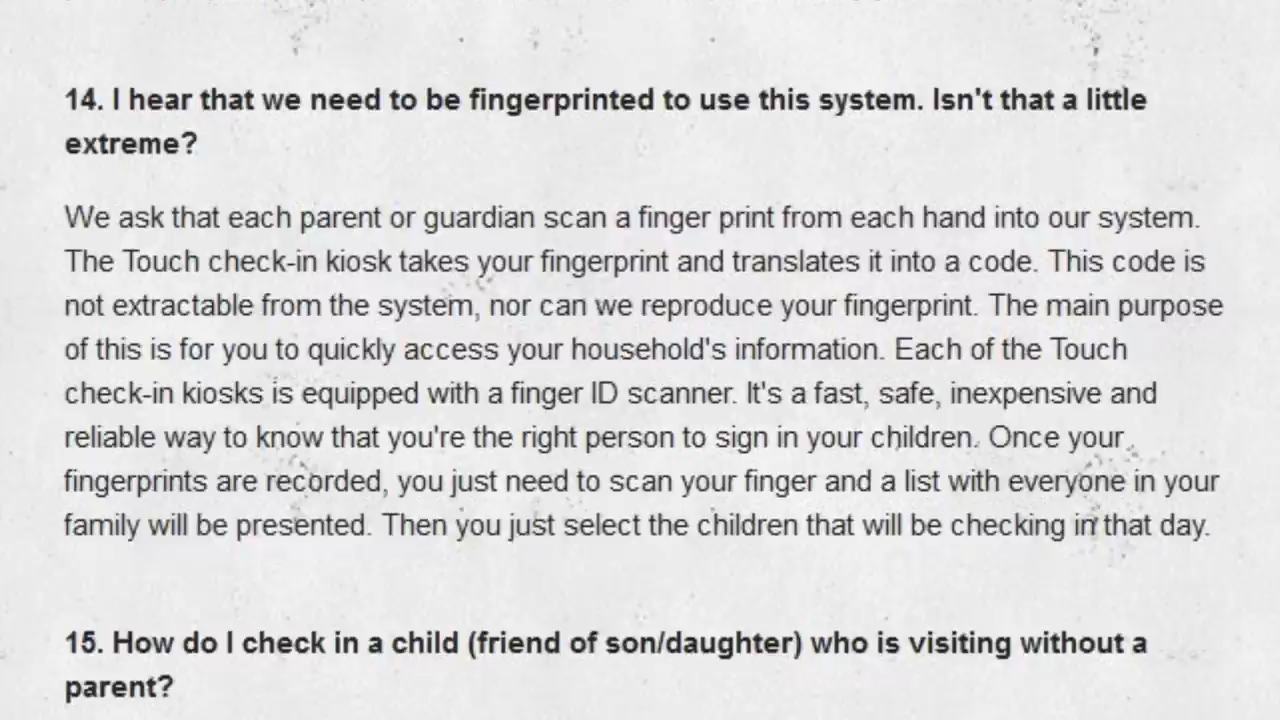 14. I hear that we need to be fingerprinted to use this system. Isn't that a little
extreme?
We ask that each parent or guardian scan a finger print from each hand into our system.
The Touch check-in kiosk takes your fingerprint and translates it into a code. This code is
not extractable from the system, nor can we reproduce your fingerprint. The main purpose
of this is for you to quickly access your household's information. Each of the Touch
check-in kiosks is equipped with a finger ID scanner. It's a fast, safe, inexpensive and
reliable way to know that you're the right person to sign in your children. Once your
fingerprints are recorded, you just need to scan your finger and a list with everyone in your
family will be presented. Then you just select the children that will be checking in that day.
15. How do I check in a child (friend of son/daughter) who is visiting without a
parent?